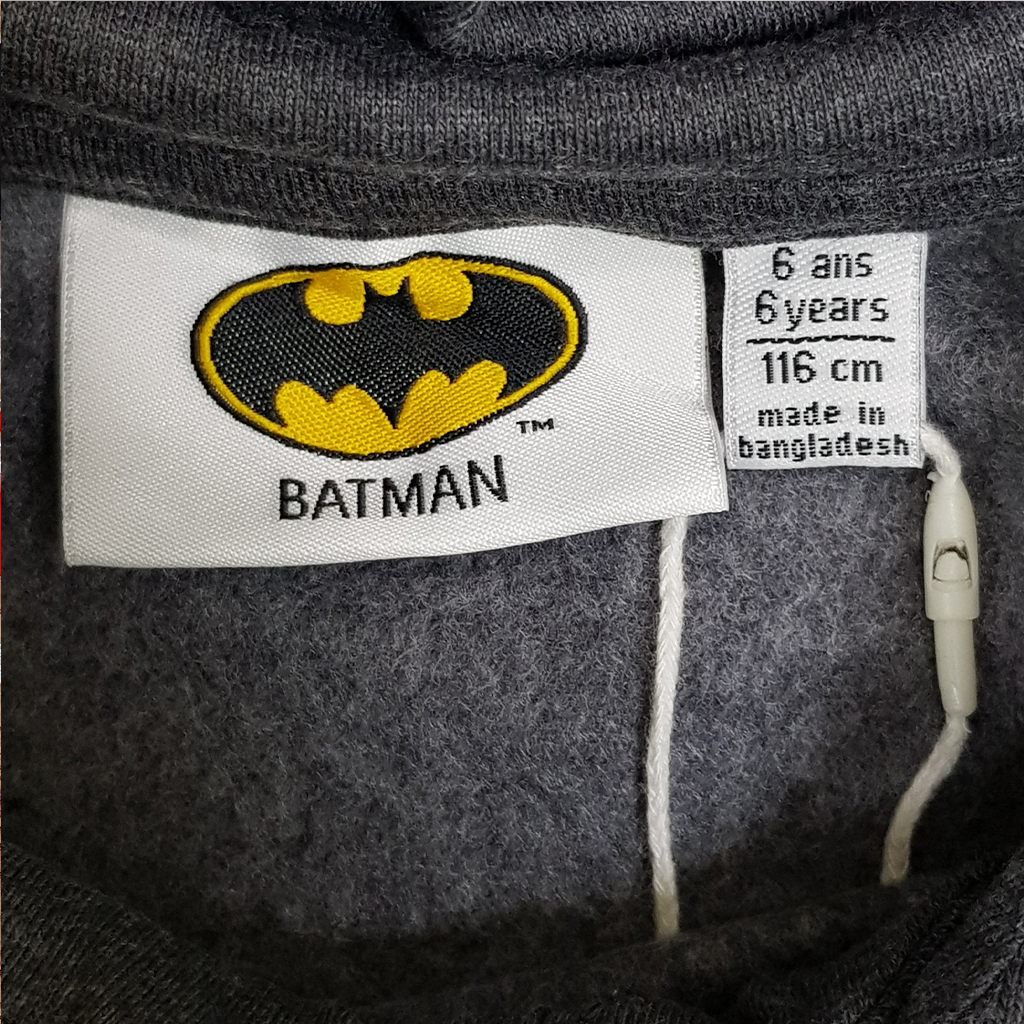 ™
BATMAN
6 ans
6 years
116 cm
made in
bangladesh